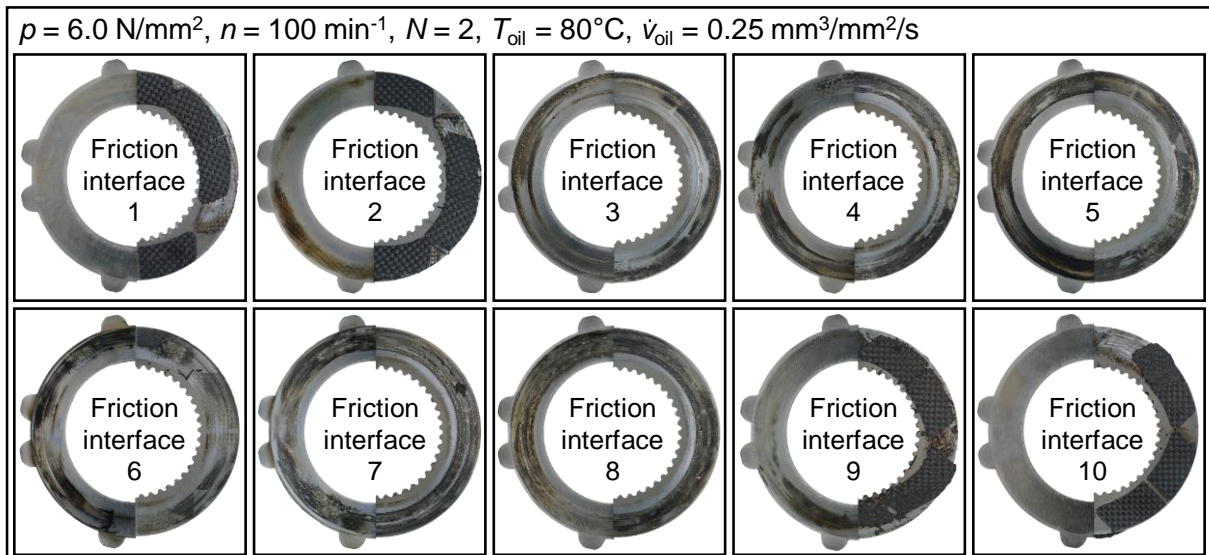 p = 6.0 N/mm², n = 100 min⁻¹, N = 2, T_oil = 80°C, v̇_oil = 0.25 mm³/mm²/s
Friction
interface
1
Friction
interface
2
Friction
interface
3
Friction
interface
4
Friction
interface
5
Friction
interface
6
Friction
interface
7
Friction
interface
8
Friction
interface
9
Friction
interface
10